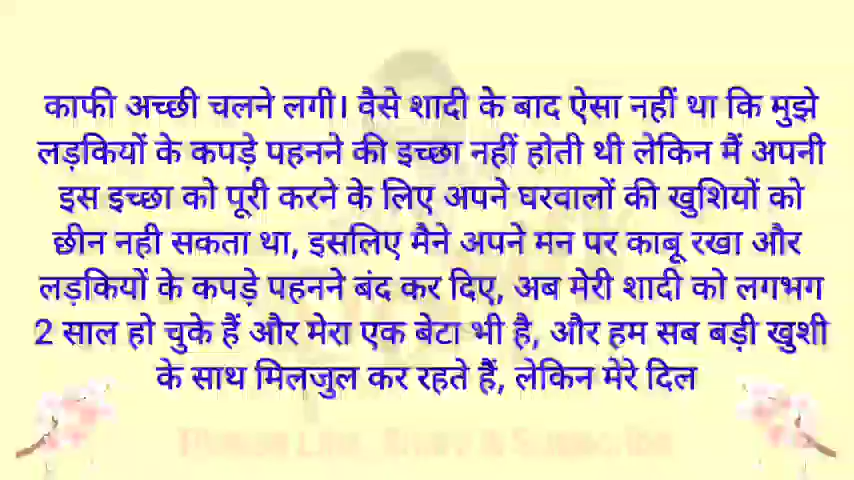 काफी अच्छी चलने लगी। वैसे शादी के बाद ऐसा नहीं था कि मुझे
लड़कियों के कपड़े पहनने की इच्छा नहीं होती थी लेकिन मैं अपनी
इस इच्छा को पूरी करने के लिए अपने घरवालों की खुशियों को
छीन नही सकता था, इसलिए मैने अपने मन पर काबू रखा और
लड़कियों के कपड़े पहनने बंद कर दिए, अब मेरी शादी को लगभग
2 साल हो चुके हैं और मेरा एक बेटा भी है, और हम सब बड़ी खुशी
के साथ मिलजुल कर रहते हैं, लेकिन मेरे दिल